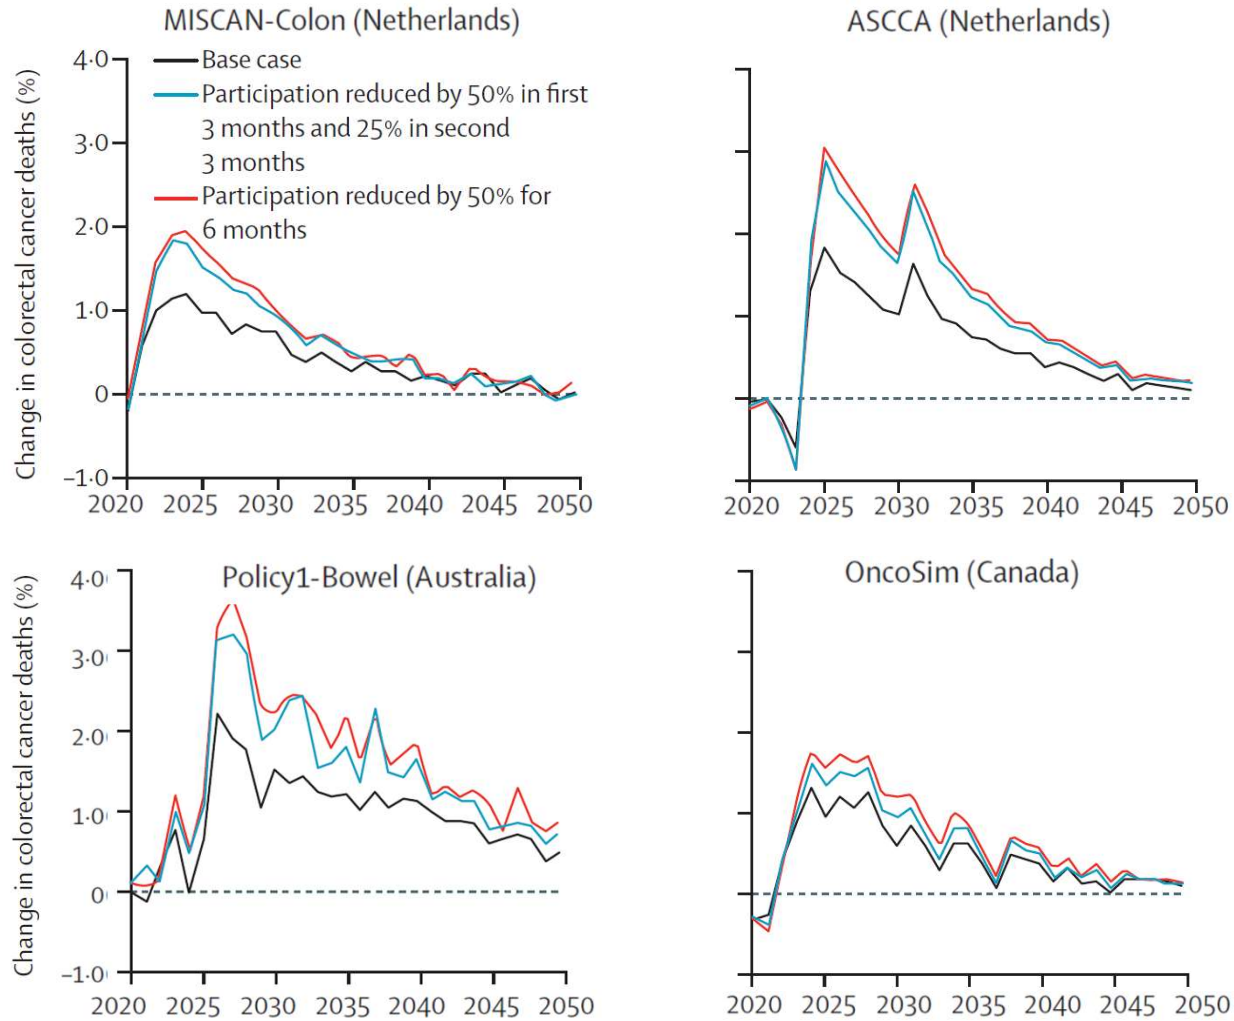 MISCAN-Colon (Netherlands)
Change in colorectal cancer deaths (%)
4·0
3·0
2·0
1·0
0
–1·0
Base case
Participation reduced by 50% in first
3 months and 25% in second
3 months
Participation reduced by 50% for
6 months
2020 2025 2030 2035 2040 2045 2050
ASCCA (Netherlands)
2020 2025 2030 2035 2040 2045 2050
Policy1-Bowel (Australia)
Change in colorectal cancer deaths (%)
4·0
3·0
2·0
1·0
0
–1·0
2020 2025 2030 2035 2040 2045 2050
OncoSim (Canada)
2020 2025 2030 2035 2040 2045 2050